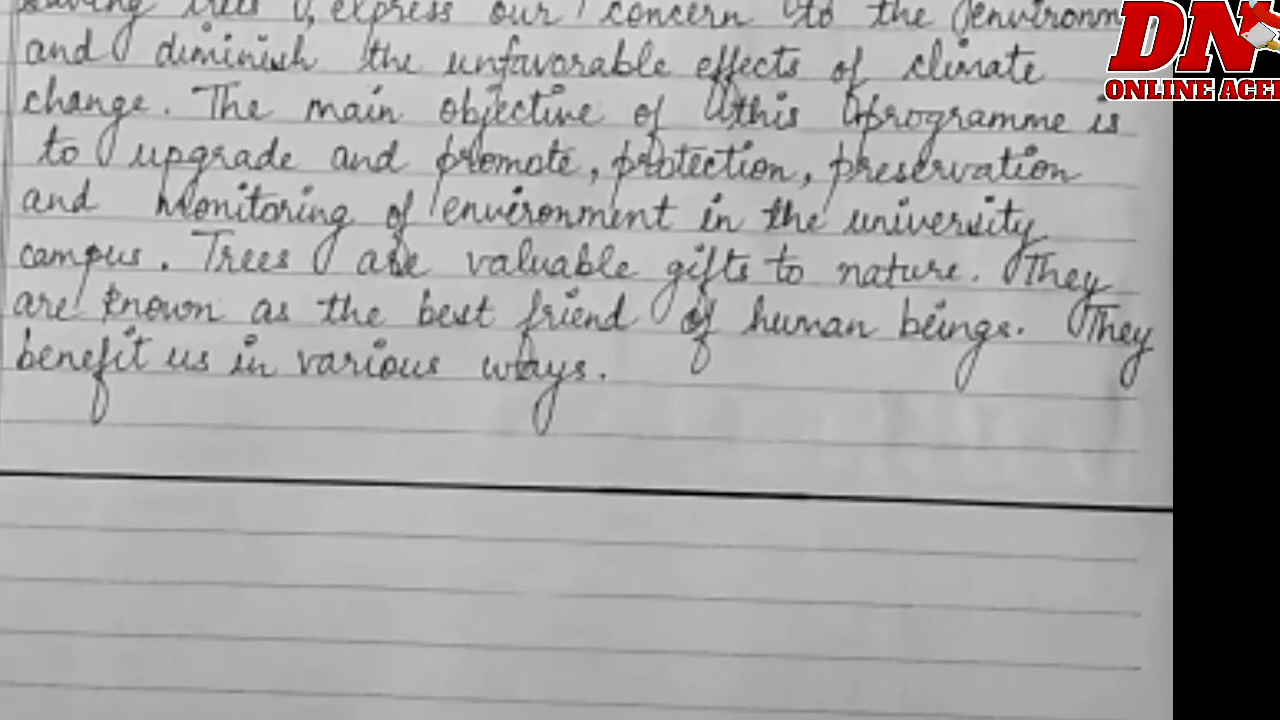 trees, express our concern to the environm
and diminish the unfavorable effects of climate
change. The main objective of this programme is
to upgrade and promote, protection, preservation
and monitoring of environment in the university
campus. Trees are valuable gifts to nature. They
are known as the best friend of human beings. They
benefit us in various ways.
DN
ONLINE ACE